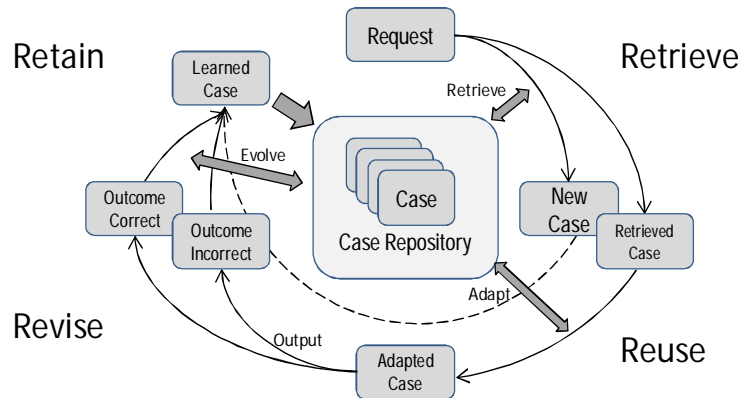 Request
Retain
Retrieve
Learned
Case
Retrieve
Evolve
Case
Case Repository
Outcome
Correct
Outcome
Incorrect
New
Case
Retrieved
Case
Adapt
Revise
Output
Reuse
Adapted
Case